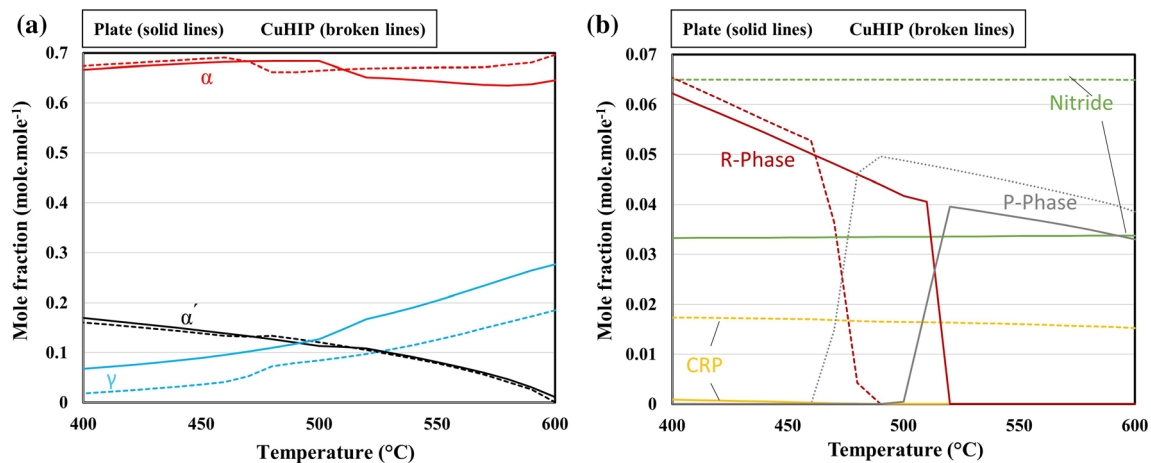 (a)
Plate (solid lines) CuHIP (broken lines)
0.7
0.6
0.5
0.4
0.3
0.2
0.1
0
Mole fraction (mole.mole⁻¹)
α
α´
γ
400 450 500 550 600
Temperature (°C)
(b)
Plate (solid lines) CuHIP (broken lines)
0.07
0.06
0.05
0.04
0.03
0.02
0.01
0
Mole fraction (mole.mole⁻¹)
Nitride
R-Phase
P-Phase
CRP
400 450 500 550 600
Temperature (°C)